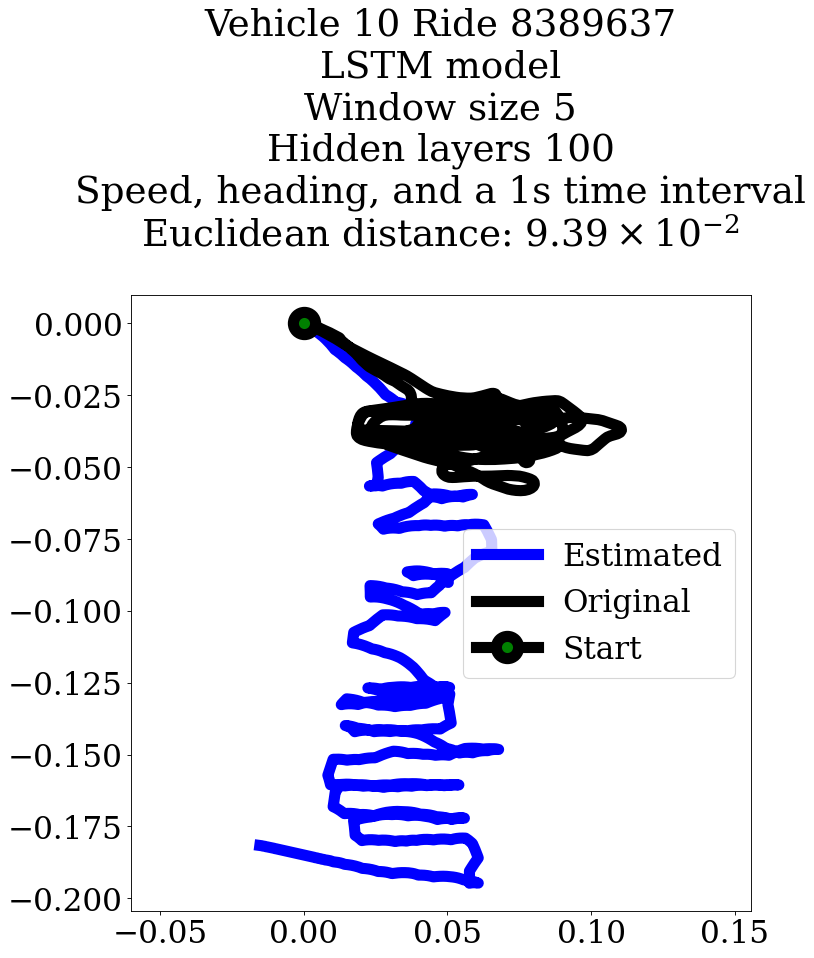 Vehicle 10 Ride 8389637
LSTM model
Window size 5
Hidden layers 100
Speed, heading, and a 1s time interval
Euclidean distance: 9.39 × 10⁻²
0.000
−0.025
−0.050
−0.075
−0.100
−0.125
−0.150
−0.175
−0.200
Estimated
Original
Start
−0.05
0.00
0.05
0.10
0.15